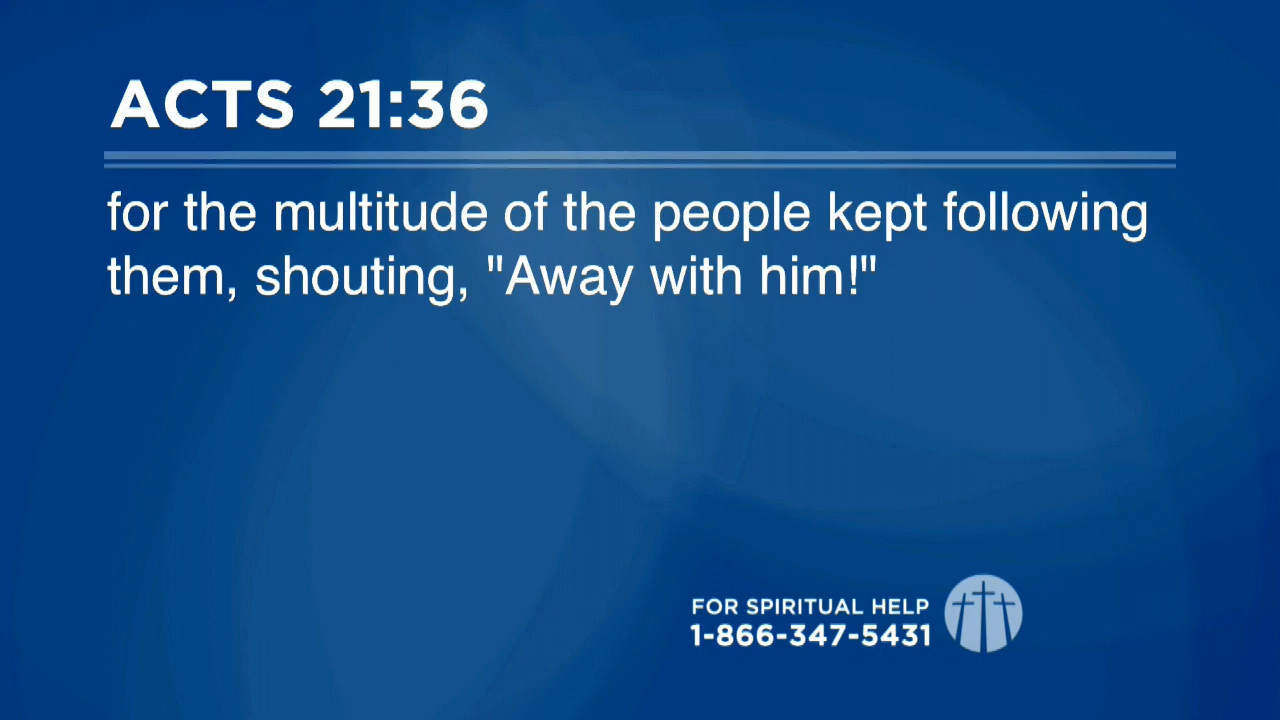 ACTS 21:36
for the multitude of the people kept following
them, shouting, "Away with him!"
FOR SPIRITUAL HELP
1-866-347-5431